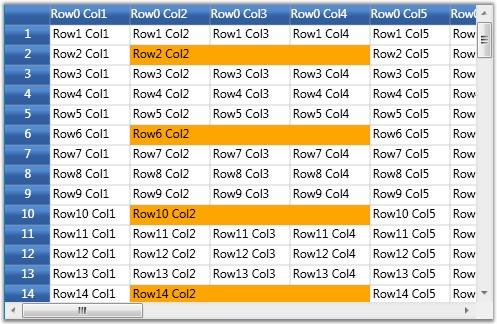 Row0 Col1 Row0 Col2 Row0 Col3 Row0 Col4 Row0 Col5 Row0
1 Row1 Col1 Row1 Col2 Row1 Col3 Row1 Col4 Row1 Col5 Row
2 Row2 Col1 Row2 Col2 Row2 Col5 Row
3 Row3 Col1 Row3 Col2 Row3 Col3 Row3 Col4 Row3 Col5 Row
4 Row4 Col1 Row4 Col2 Row4 Col3 Row4 Col4 Row4 Col5 Row
5 Row5 Col1 Row5 Col2 Row5 Col3 Row5 Col4 Row5 Col5 Row
6 Row6 Col1 Row6 Col2 Row6 Col5 Row
7 Row7 Col1 Row7 Col2 Row7 Col3 Row7 Col4 Row7 Col5 Row
8 Row8 Col1 Row8 Col2 Row8 Col3 Row8 Col4 Row8 Col5 Row
9 Row9 Col1 Row9 Col2 Row9 Col3 Row9 Col4 Row9 Col5 Row
10 Row10 Col1 Row10 Col2 Row10 Col5 Row
11 Row11 Col1 Row11 Col2 Row11 Col3 Row11 Col4 Row11 Col5 Row
12 Row12 Col1 Row12 Col2 Row12 Col3 Row12 Col4 Row12 Col5 Row
13 Row13 Col1 Row13 Col2 Row13 Col3 Row13 Col4 Row13 Col5 Row
14 Row14 Col1 Row14 Col2 Row14 Col5 Row